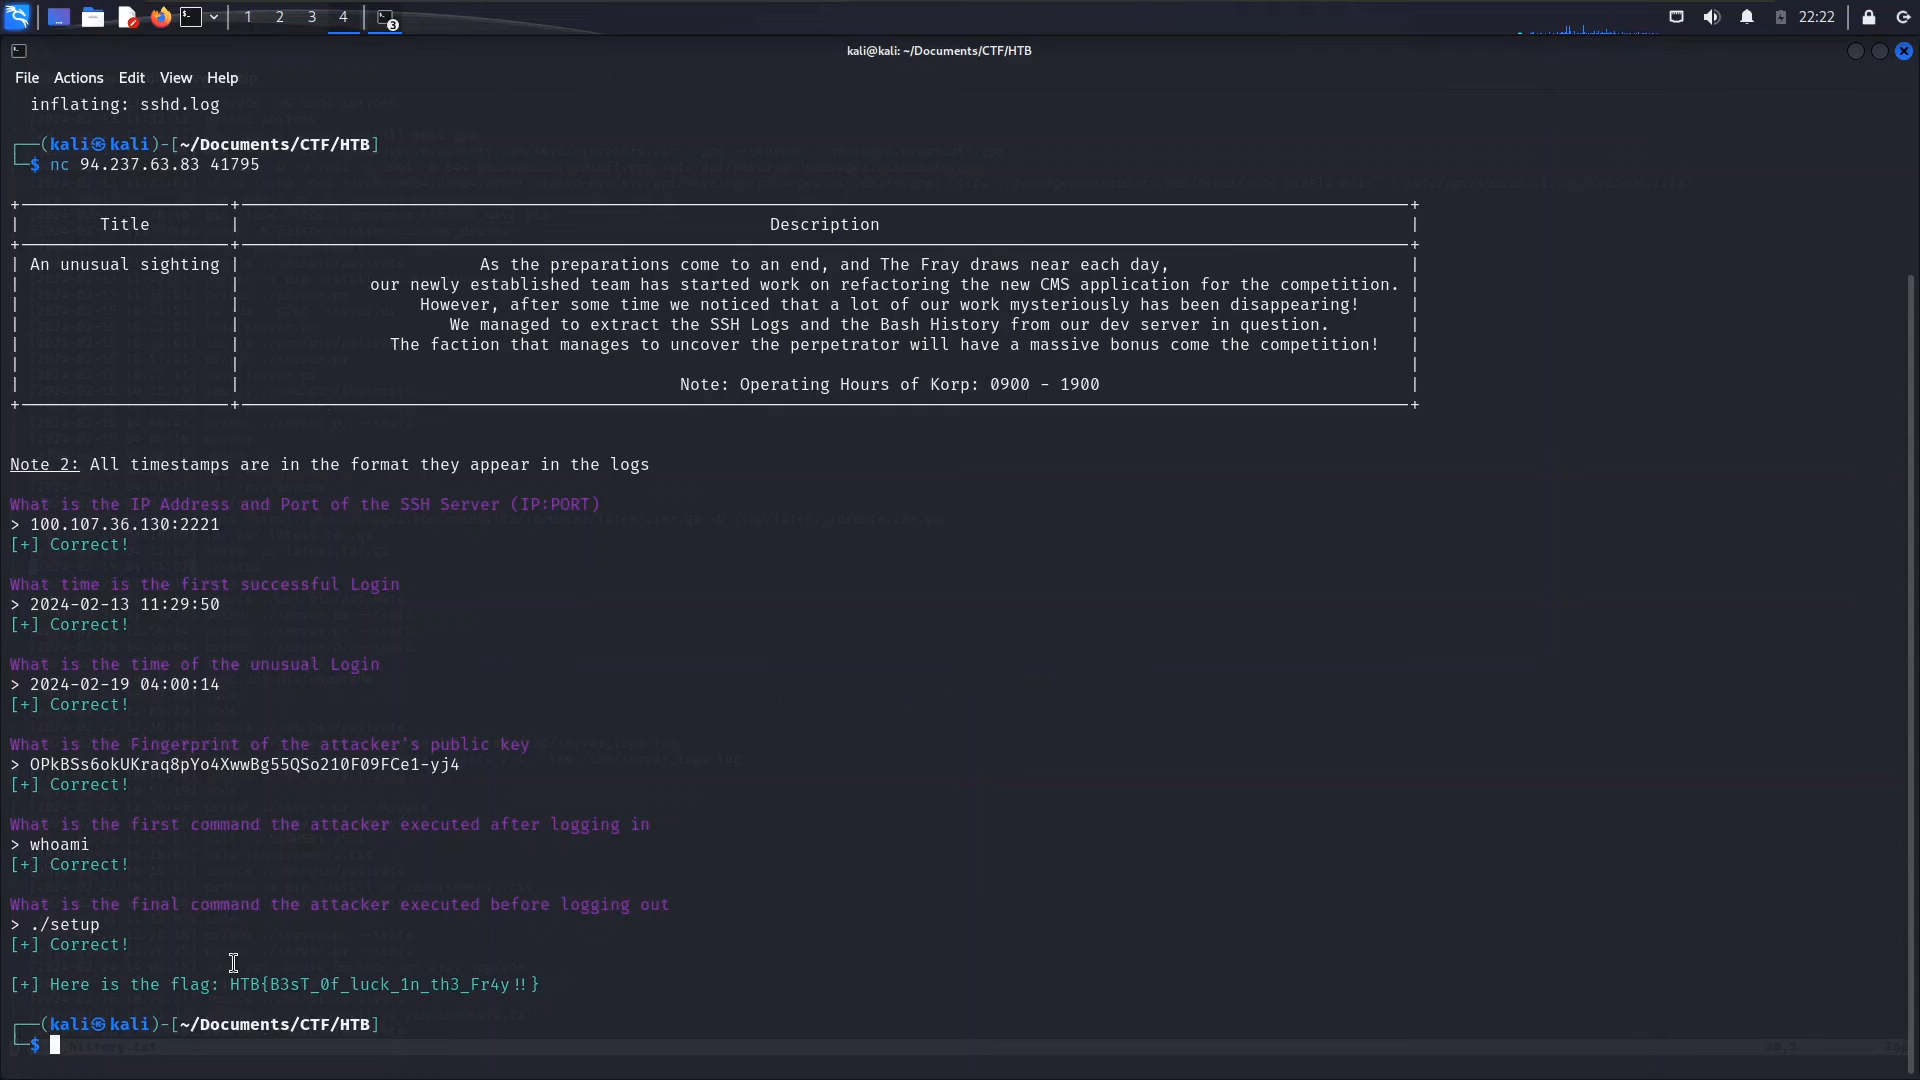 1 2 3 4 3 22:22
kali@kali: ~/Documents/CTF/HTB
File Actions Edit View Help
inflating: sshd.log
┌──(kali㉿kali)-[~/Documents/CTF/HTB]
└─$ nc 94.237.63.83 41795
Title | Description
An unusual sighting | As the preparations come to an end, and The Fray draws near each day,
our newly established team has started work on refactoring the new CMS application for the competition.
However, after some time we noticed that a lot of our work mysteriously has been disappearing!
We managed to extract the SSH Logs and the Bash History from our dev server in question.
The faction that manages to uncover the perpetrator will have a massive bonus come the competition!
Note: Operating Hours of Korp: 0900 - 1900
Note 2: All timestamps are in the format they appear in the logs
What is the IP Address and Port of the SSH Server (IP:PORT)
> 100.107.36.130:2221
[+] Correct!
What time is the first successful Login
> 2024-02-13 11:29:50
[+] Correct!
What is the time of the unusual Login
> 2024-02-19 04:00:14
[+] Correct!
What is the Fingerprint of the attacker's public key
> OPkBSs6okUKraq8pYo4XwwBg55QSo210F09FCe1-yj4
[+] Correct!
What is the first command the attacker executed after logging in
> whoami
[+] Correct!
What is the final command the attacker executed before logging out
> ./setup
[+] Correct!
[+] Here is the flag: HTB{B3sT_0f_luck_1n_th3_Fr4y!!}
┌──(kali㉿kali)-[~/Documents/CTF/HTB]
└─$